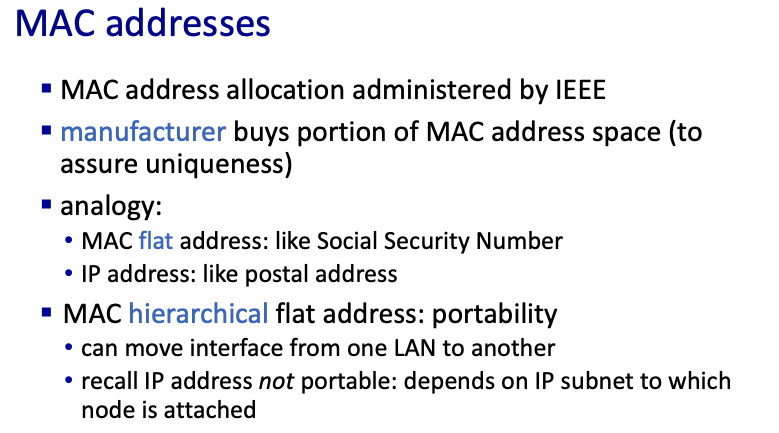 MAC addresses
▪ MAC address allocation administered by IEEE
▪ manufacturer buys portion of MAC address space (to
assure uniqueness)
▪ analogy:
• MAC flat address: like Social Security Number
• IP address: like postal address
▪ MAC hierarchical flat address: portability
• can move interface from one LAN to another
• recall IP address not portable: depends on IP subnet to which
node is attached